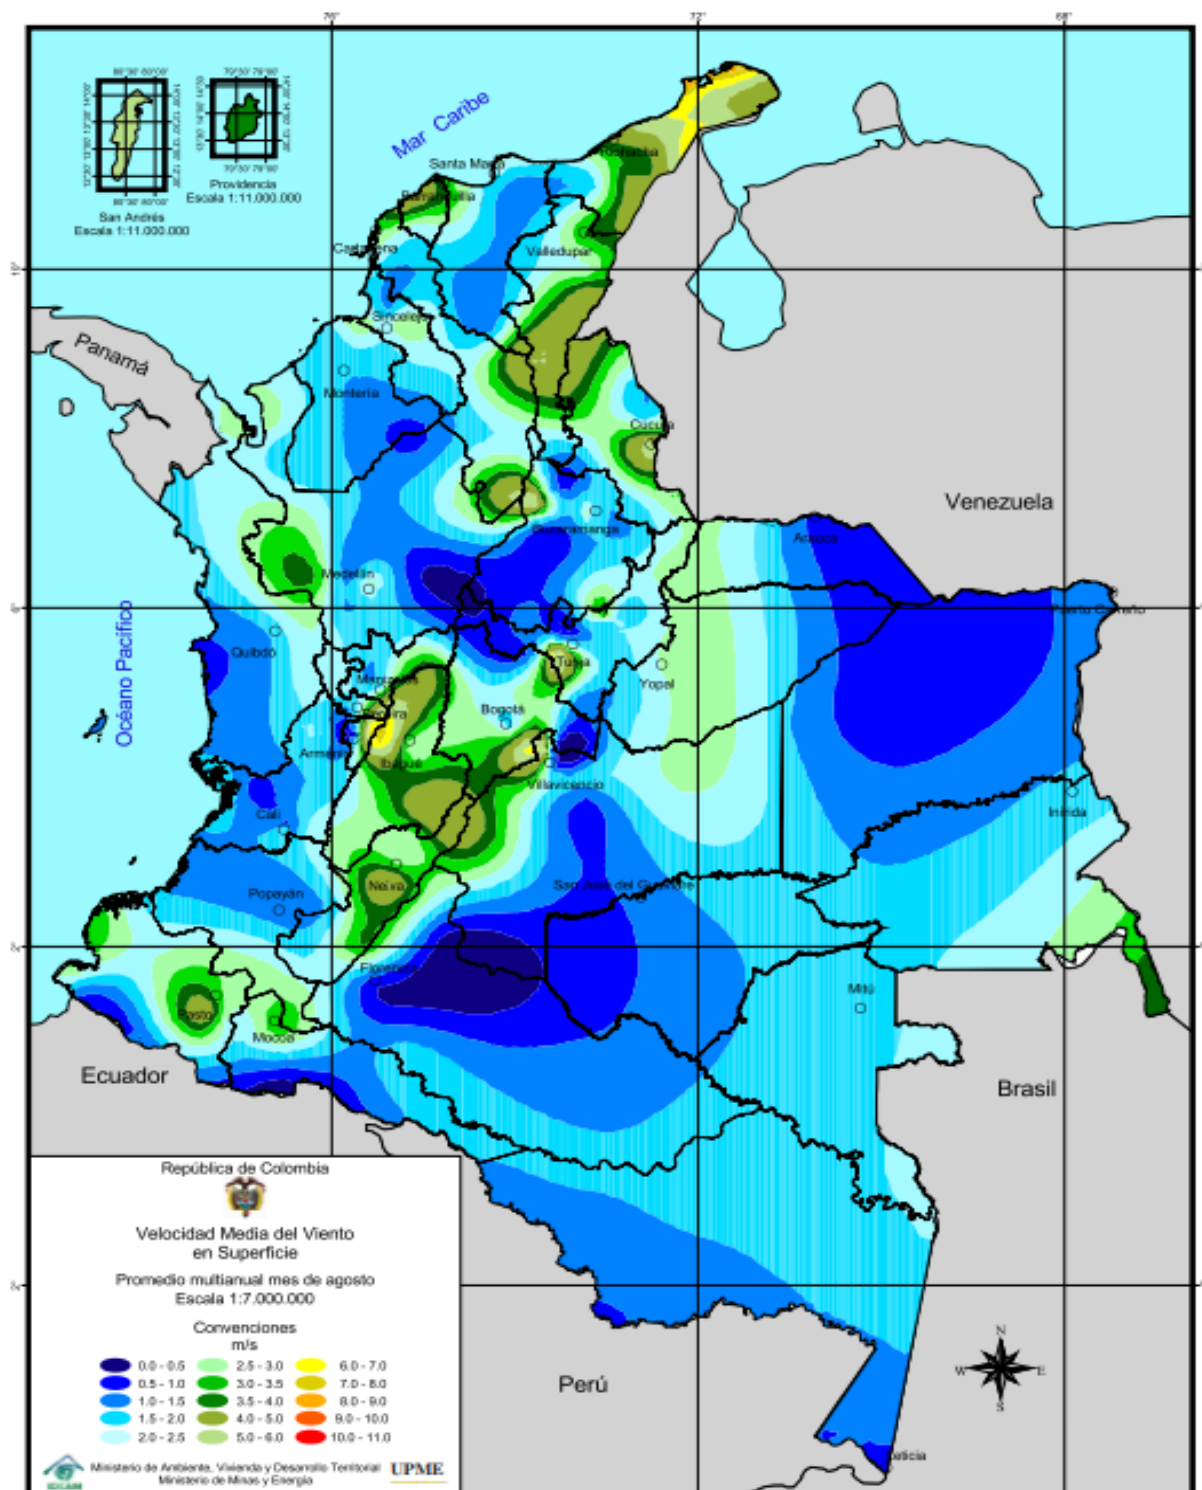 76°
72°
68°
San Andrés
Escala 1:11.000.000
Providencia
Escala 1:11.000.000
Mar Caribe
Santa Marta
Riohacha
Barranquilla
Cartagena
Valledupar
10°
Sincelejo
Panamá
Montería
Cúcuta
Venezuela
Bucaramanga
Arauca
Medellín
6°
Puerto Carreño
Océano Pacífico
Quibdó
Tunja
Yopal
Manizales
Pereira
Bogotá
Armenia
Ibagué
Villavicencio
Cali
Inírida
Neiva
San José del Guaviare
Popayán
Florencia
Mitú
Pasto
Mocoa
Ecuador
Brasil
Perú
Leticia
N
W E
S
República de Colombia
Velocidad Media del Viento
en Superficie
Promedio multianual mes de agosto
Escala 1:7.000.000
Convenciones
m/s
0.0 - 0.5 2.5 - 3.0 6.0 - 7.0
0.5 - 1.0 3.0 - 3.5 7.0 - 8.0
1.0 - 1.5 3.5 - 4.0 8.0 - 9.0
1.5 - 2.0 4.0 - 5.0 9.0 - 10.0
2.0 - 2.5 5.0 - 6.0 10.0 - 11.0
IDEAM
Ministerio de Ambiente, Vivienda y Desarrollo Territorial
Ministerio de Minas y Energía
UPME